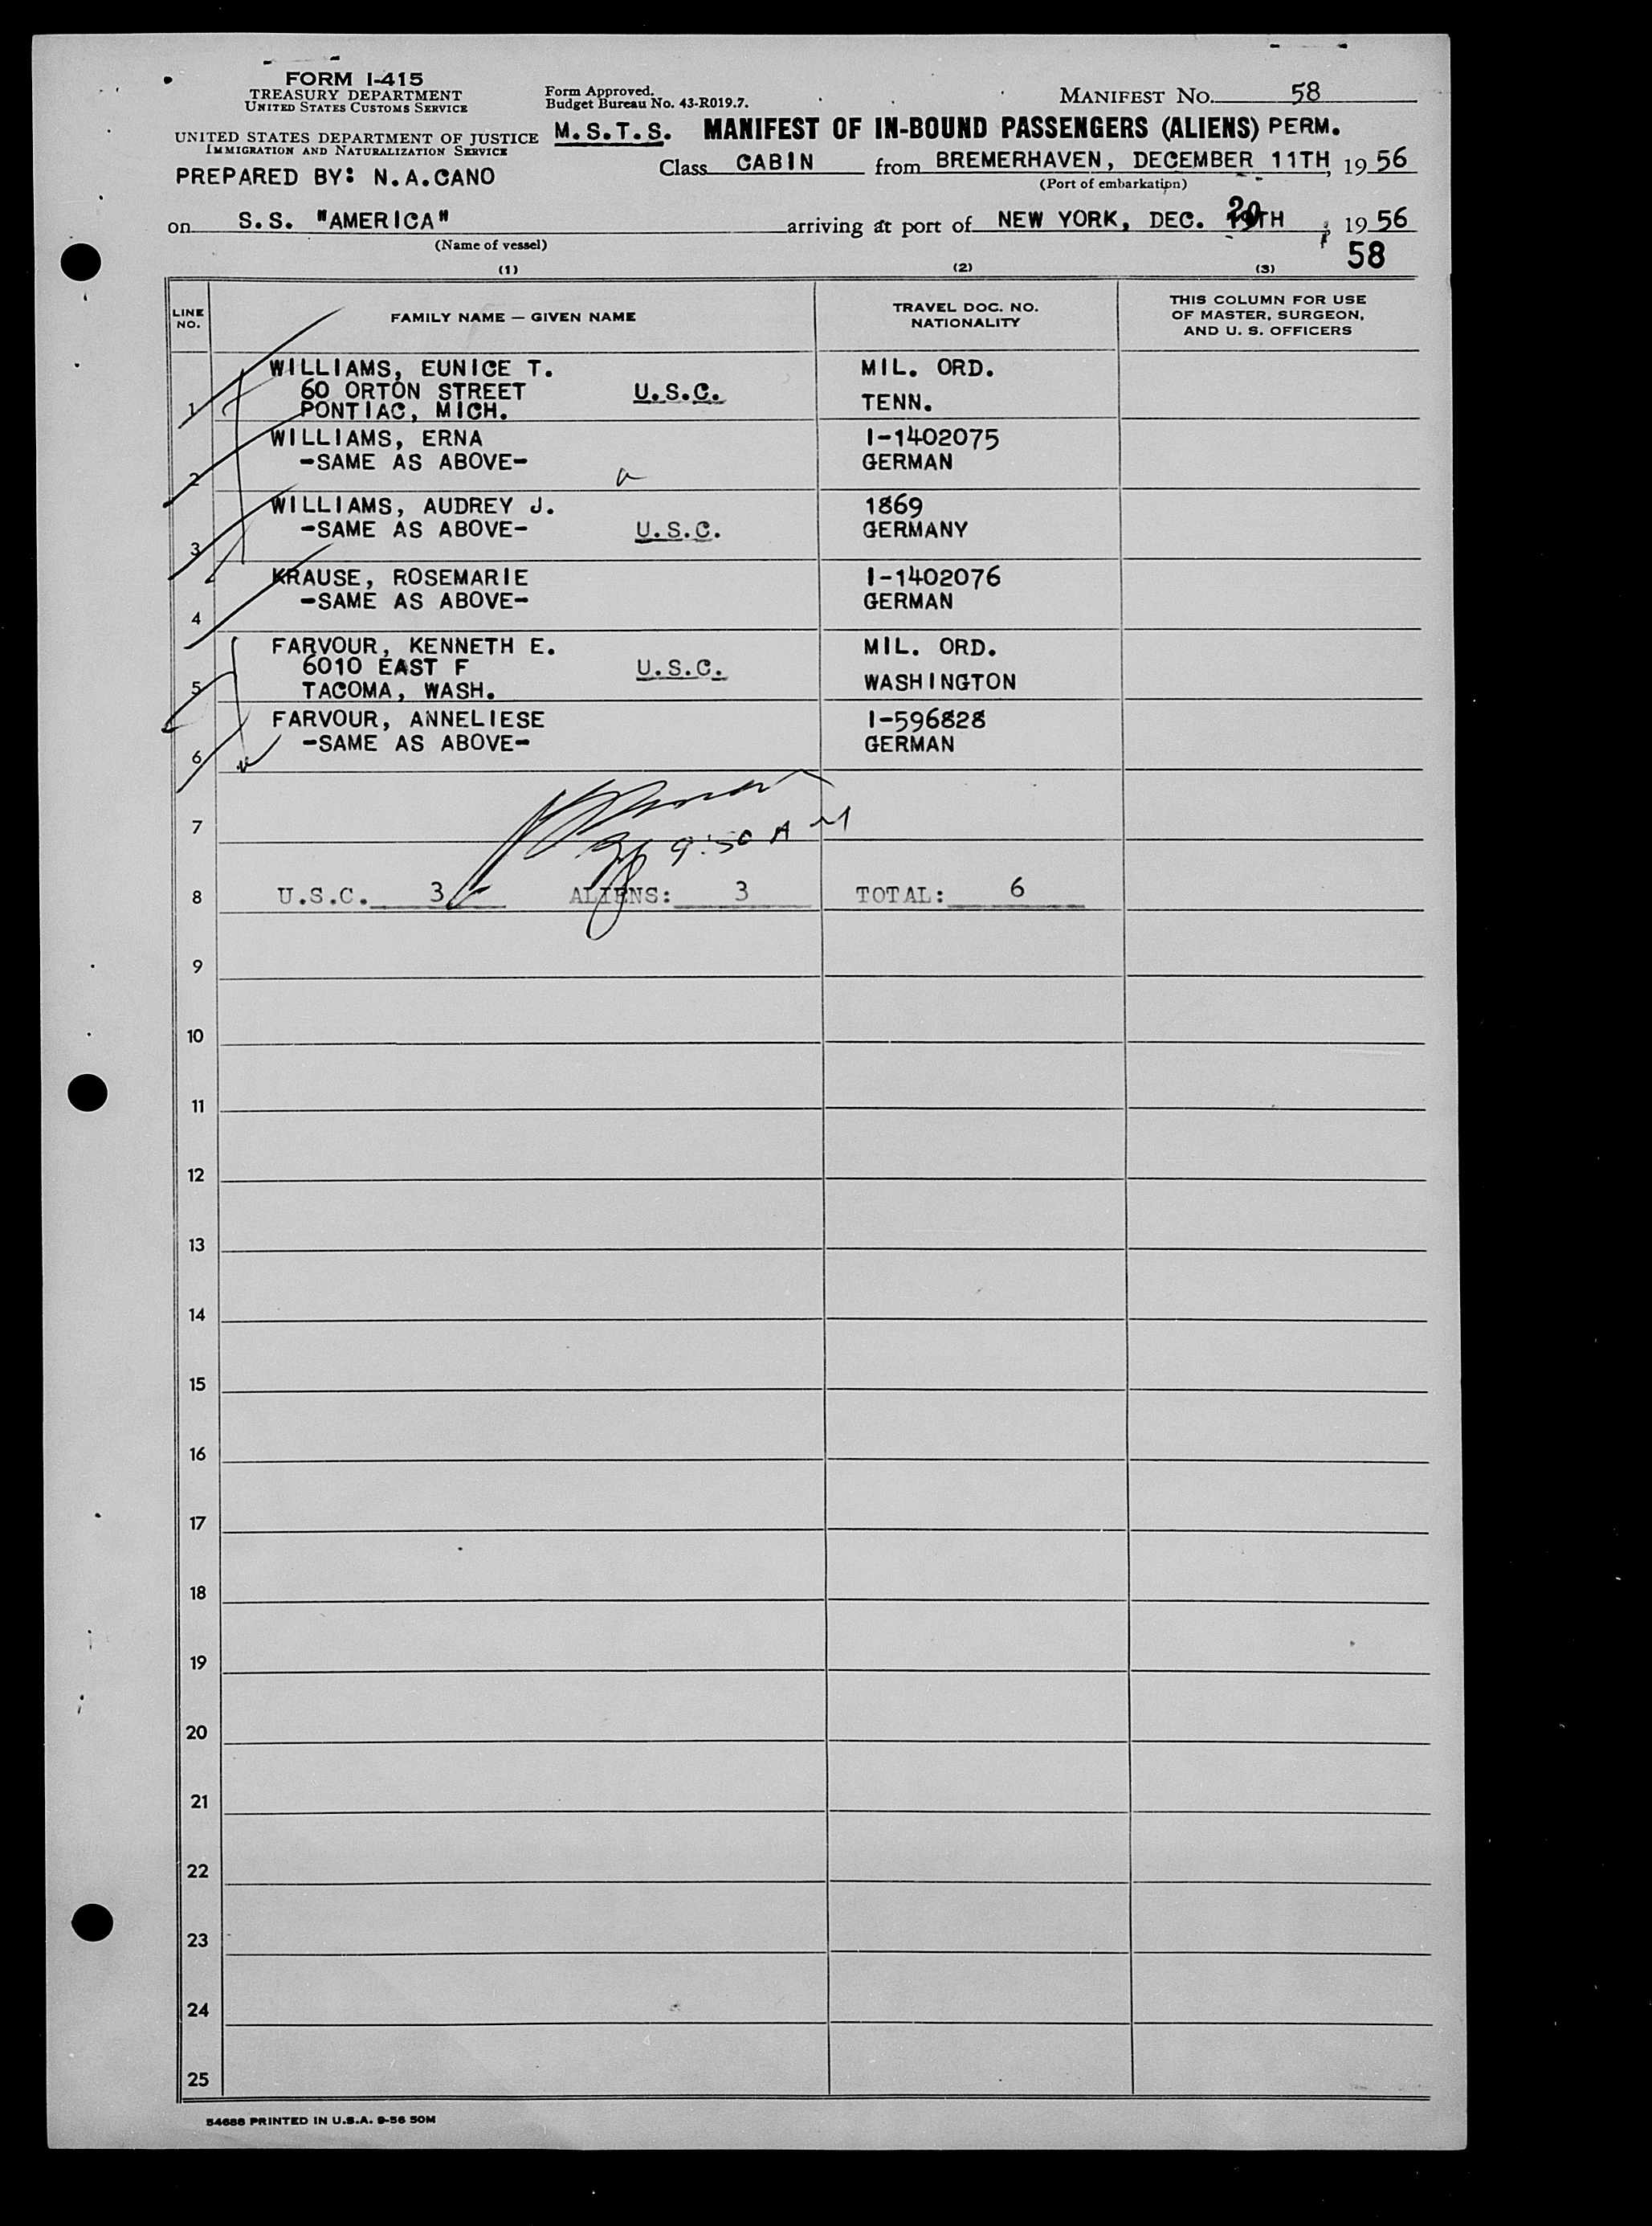 FORM I-415
TREASURY DEPARTMENT
UNITED STATES CUSTOMS SERVICE
UNITED STATES DEPARTMENT OF JUSTICE
IMMIGRATION AND NATURALIZATION SERVICE
PREPARED BY: N.A.CANO
Form Approved.
Budget Bureau No. 43-R019.7.
MANIFEST NO. 58
M.S.T.S. MANIFEST OF IN-BOUND PASSENGERS (ALIENS) PERM.
Class CABIN from BREMERHAVEN, DECEMBER 11TH, 19 56
(Port of embarkation)
on S.S. "AMERICA" arriving at port of NEW YORK, DEC. 20TH, 19 56
(Name of vessel)
58
(1) (2) (3)
LINE NO. FAMILY NAME — GIVEN NAME TRAVEL DOC. NO. NATIONALITY THIS COLUMN FOR USE OF MASTER, SURGEON, AND U. S. OFFICERS
1 WILLIAMS, EUNICE T. MIL. ORD.
60 ORTON STREET U.S.C.
PONTIAC, MICH. TENN.
2 WILLIAMS, ERNA I-1402075
-SAME AS ABOVE- GERMAN
3 WILLIAMS, AUDREY J. 1869
-SAME AS ABOVE- U.S.C. GERMANY
4 KRAUSE, ROSEMARIE I-1402076
-SAME AS ABOVE- GERMAN
5 FARVOUR, KENNETH E. MIL. ORD.
6010 EAST F U.S.C.
TACOMA, WASH. WASHINGTON
6 FARVOUR, ANNELIESE I-596828
-SAME AS ABOVE- GERMAN
7 9:50 AM
8 U.S.C. 3 ALIENS: 3 TOTAL: 6
9
10
11
12
13
14
15
16
17
18
19
20
21
22
23
24
25
54688 PRINTED IN U.S.A. 9-56 50M